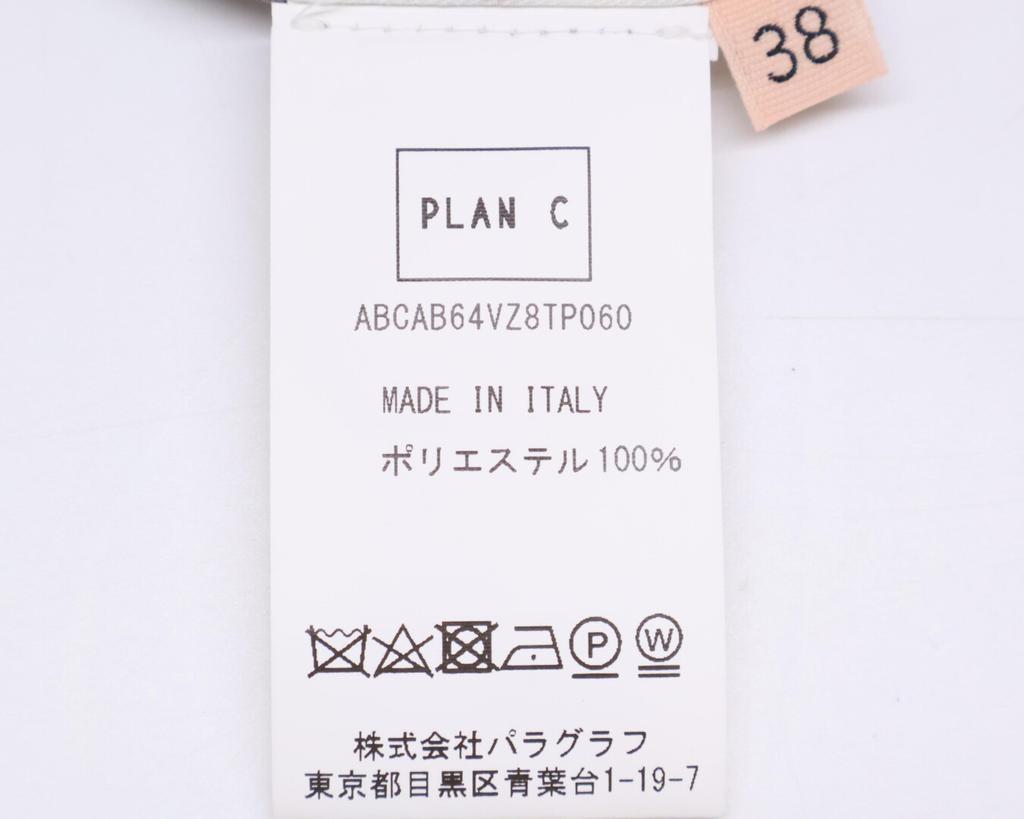 38
PLAN C
ABCAB64VZ8TP060
MADE IN ITALY
ポリエステル100%
P W
株式会社パラグラフ
東京都目黒区青葉台1-19-7